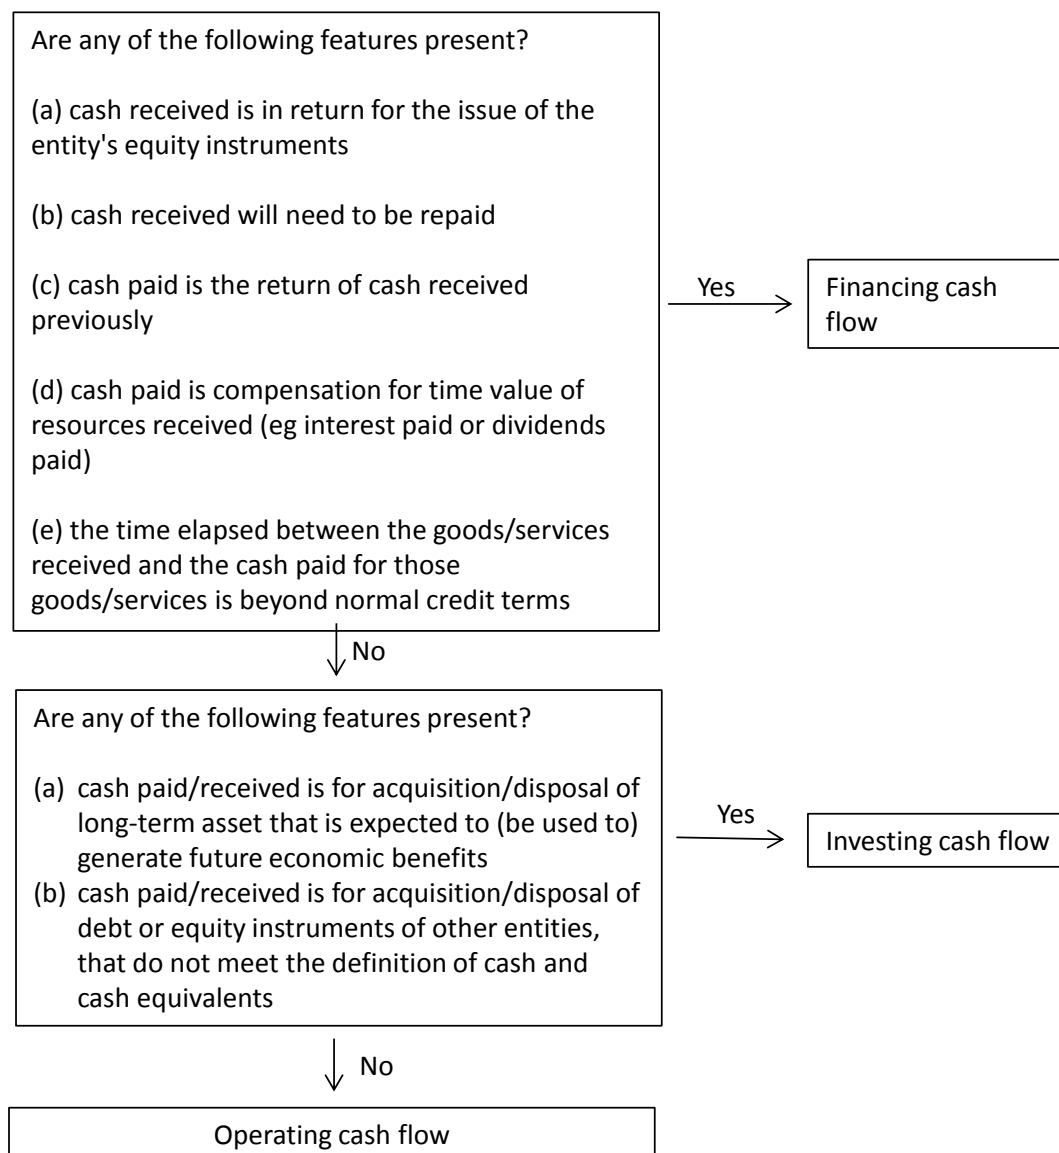 Are any of the following features present?
(a) cash received is in return for the issue of the
entity's equity instruments
(b) cash received will need to be repaid
(c) cash paid is the return of cash received
previously
(d) cash paid is compensation for time value of
resources received (eg interest paid or dividends
paid)
(e) the time elapsed between the goods/services
received and the cash paid for those
goods/services is beyond normal credit terms
Yes
Financing cash
flow
No
Are any of the following features present?
(a) cash paid/received is for acquisition/disposal of
long-term asset that is expected to (be used to)
generate future economic benefits
(b) cash paid/received is for acquisition/disposal of
debt or equity instruments of other entities,
that do not meet the definition of cash and
cash equivalents
Yes
Investing cash flow
No
Operating cash flow